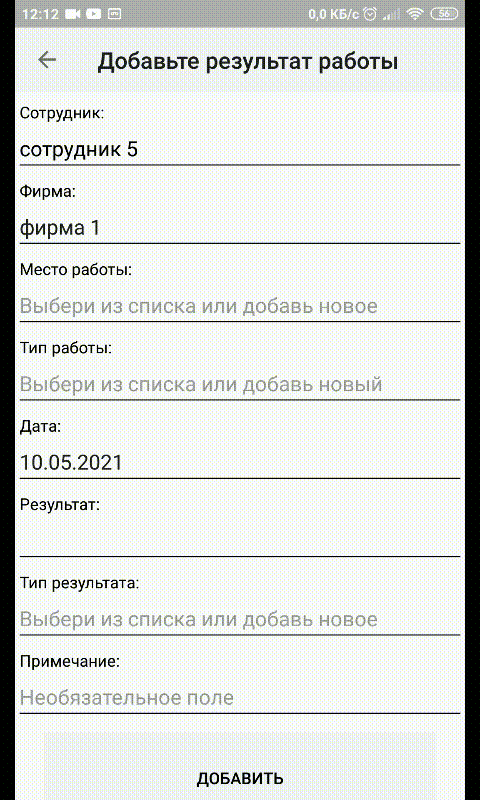 12:12 0,0 КБ/с 56
Добавьте результат работы
Сотрудник:
сотрудник 5
Фирма:
фирма 1
Место работы:
Выбери из списка или добавь новое
Тип работы:
Выбери из списка или добавь новый
Дата:
10.05.2021
Результат:
Тип результата:
Выбери из списка или добавь новое
Примечание:
Необязательное поле
ДОБАВИТЬ